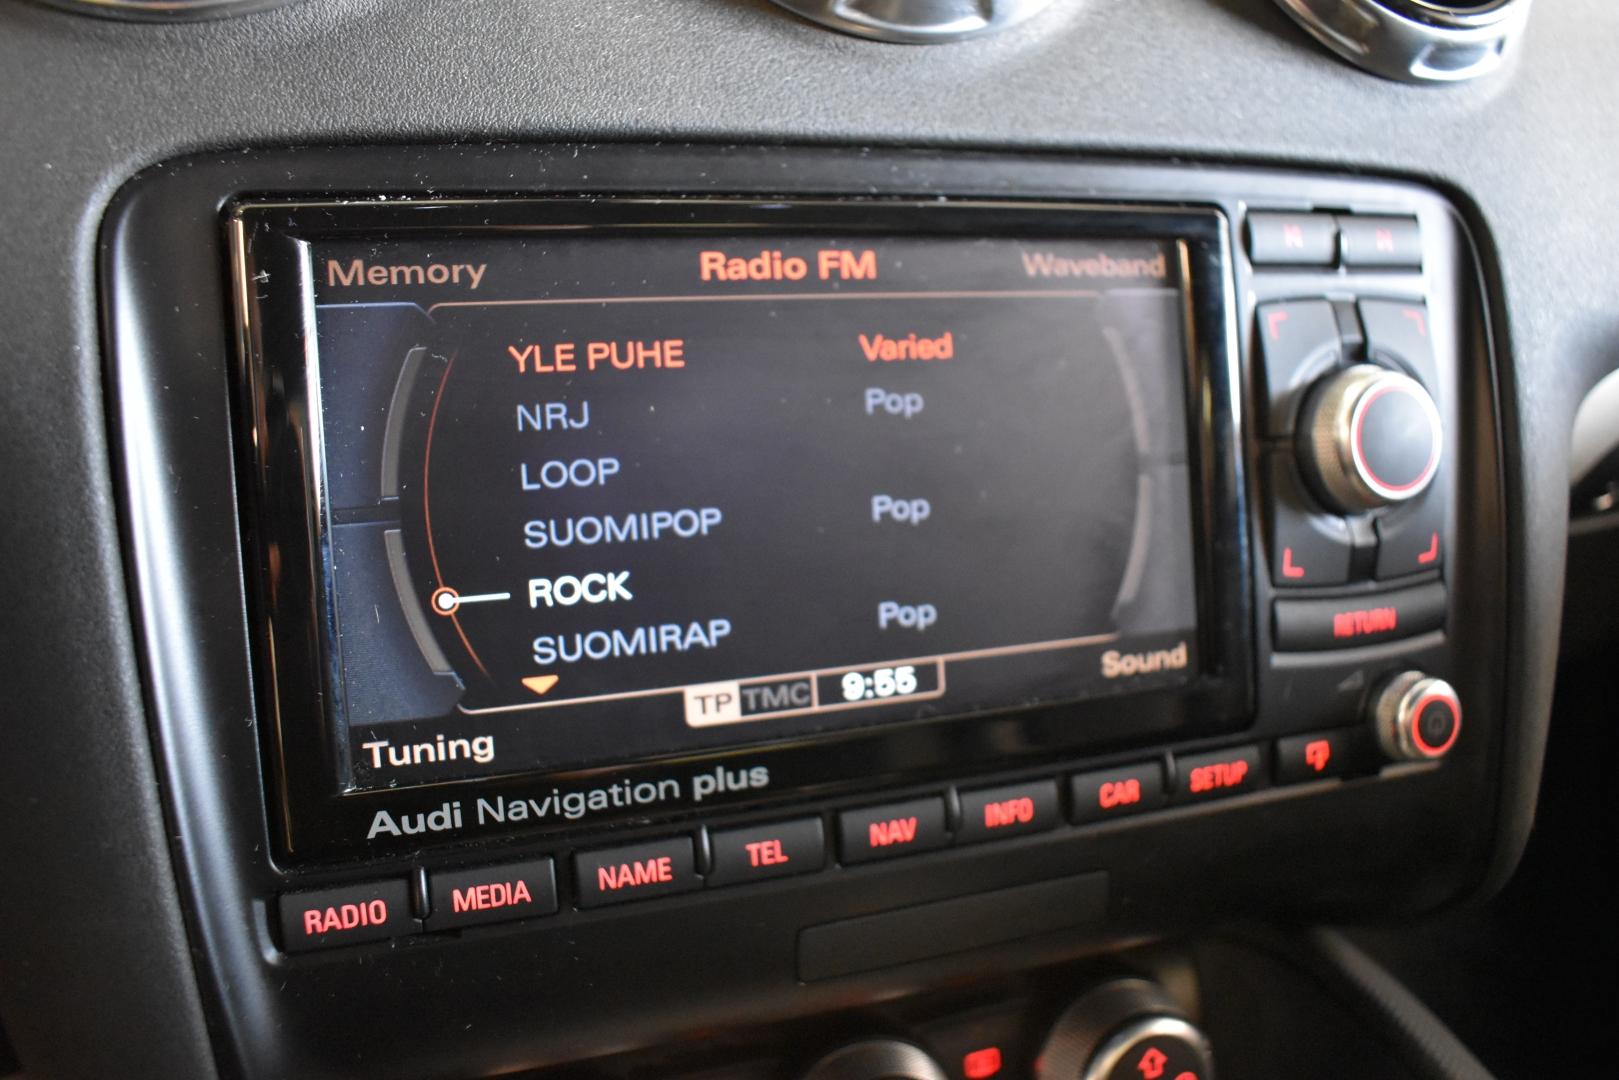 Memory Radio FM Waveband
YLE PUHE Varied
NRJ Pop
LOOP
SUOMIPOP Pop
ROCK
SUOMIRAP Pop
TP TMC 9:55 Sound
Tuning
Audi Navigation plus
RETURN
RADIO MEDIA NAME TEL NAV INFO CAR SETUP